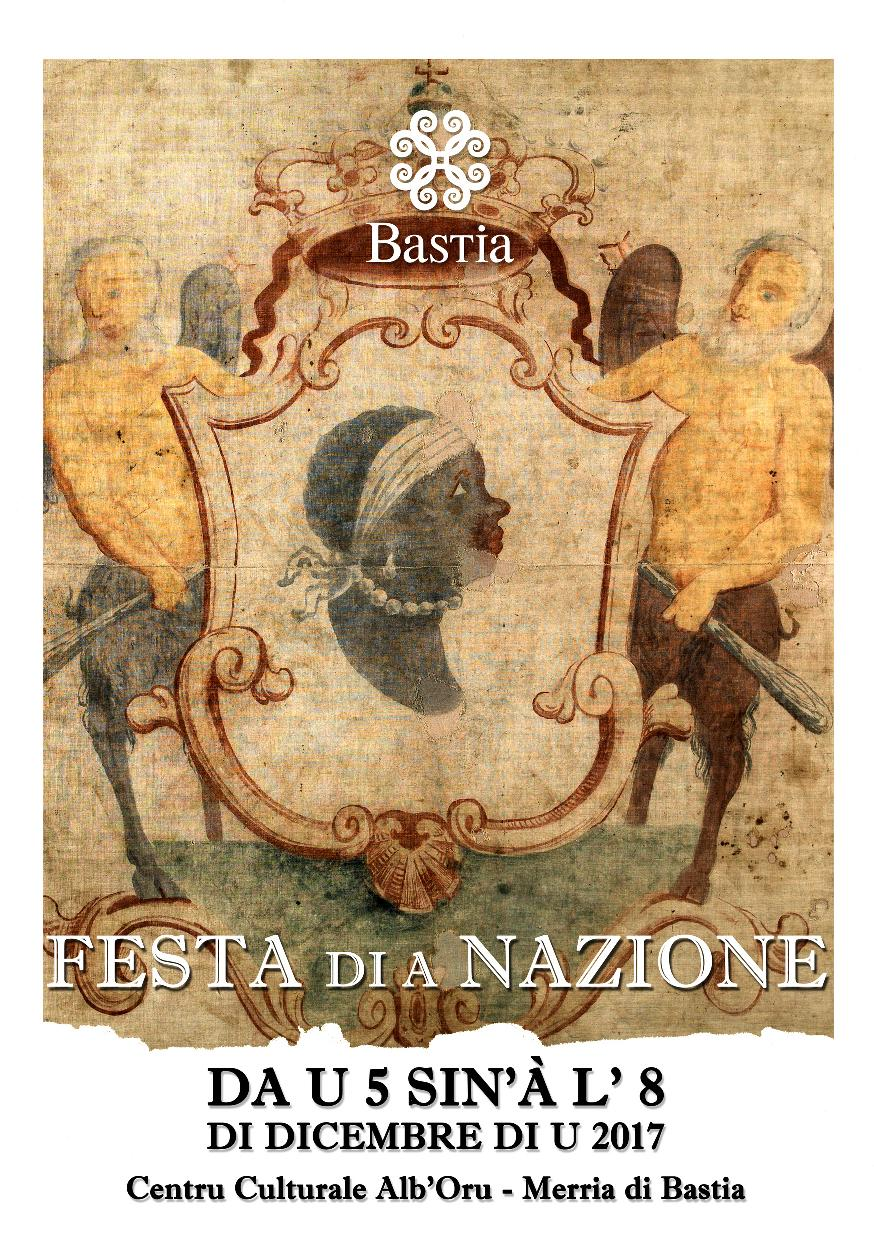 Bastia
FESTA DI A NAZIONE
DA U 5 SIN'À L' 8
DI DICEMBRE DI U 2017
Centru Culturale Alb'Oru - Merria di Bastia